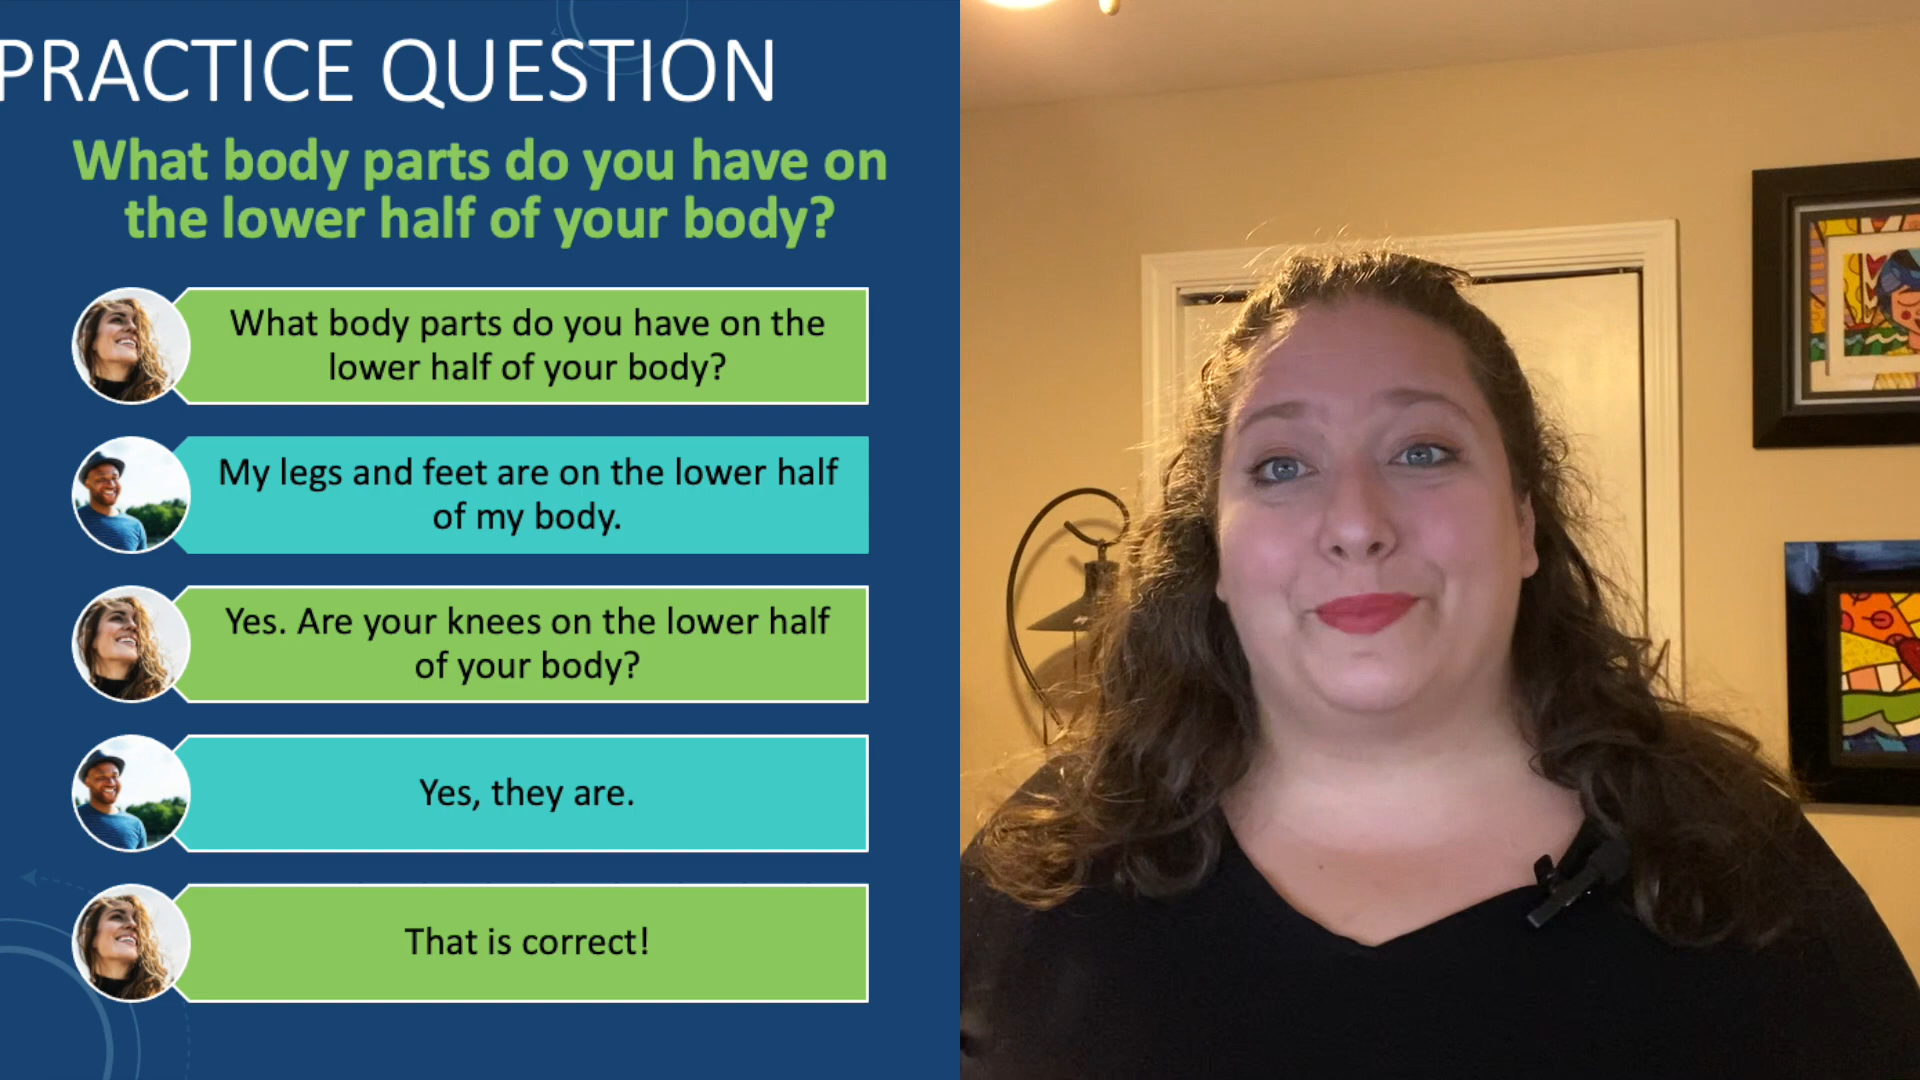 PRACTICE QUESTION
What body parts do you have on
the lower half of your body?
What body parts do you have on the
lower half of your body?
My legs and feet are on the lower half
of my body.
Yes. Are your knees on the lower half
of your body?
Yes, they are.
That is correct!